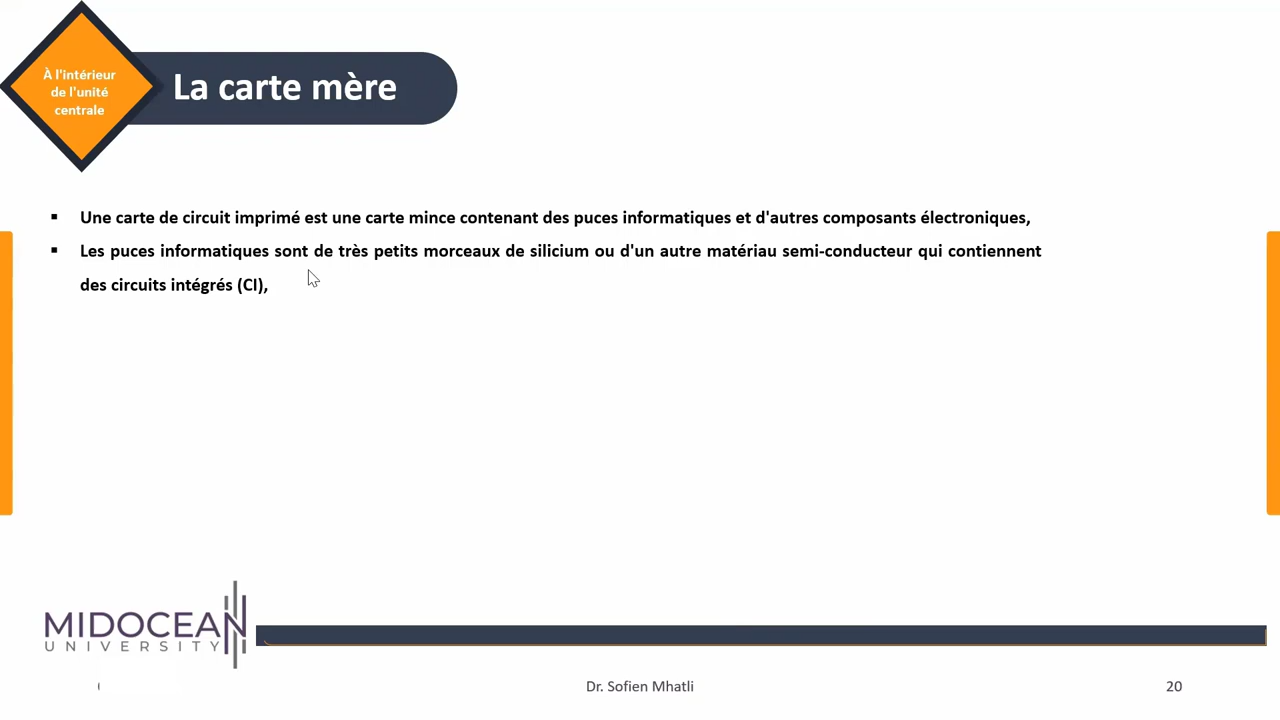 À l'intérieur
de l'unité
centrale
La carte mère
▪ Une carte de circuit imprimé est une carte mince contenant des puces informatiques et d'autres composants électroniques,
▪ Les puces informatiques sont de très petits morceaux de silicium ou d'un autre matériau semi-conducteur qui contiennent
des circuits intégrés (CI),
MIDOCEAN
UNIVERSITY
Dr. Sofien Mhatli
20